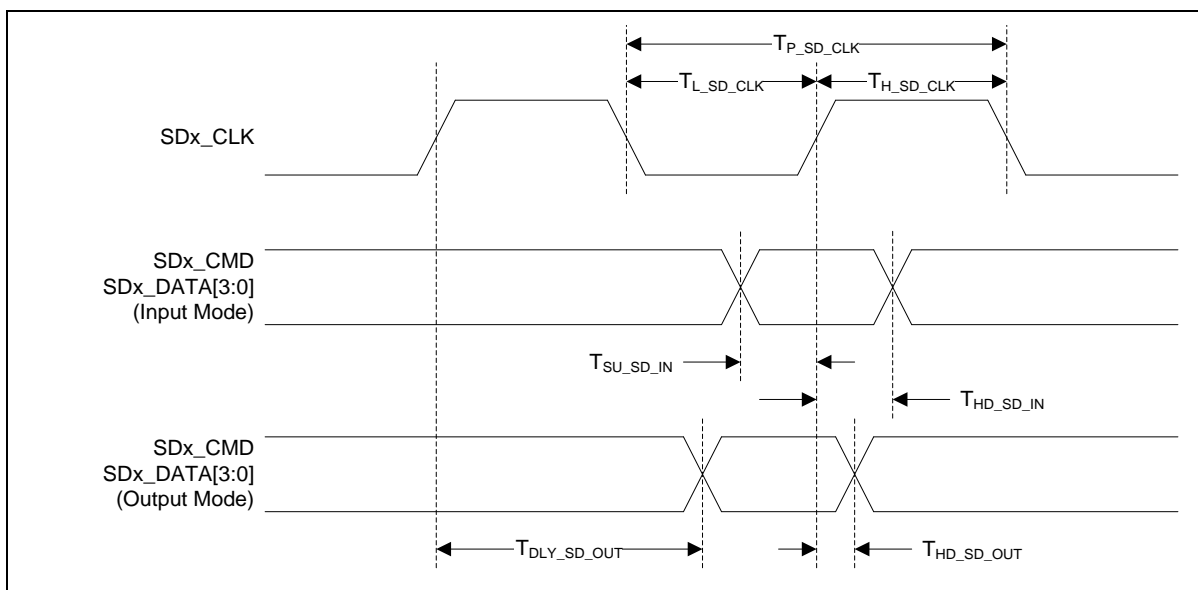 T_P_SD_CLK
T_L_SD_CLK
T_H_SD_CLK
SDx_CLK
SDx_CMD
SDx_DATA[3:0]
(Input Mode)
T_SU_SD_IN
T_HD_SD_IN
SDx_CMD
SDx_DATA[3:0]
(Output Mode)
T_DLY_SD_OUT
T_HD_SD_OUT